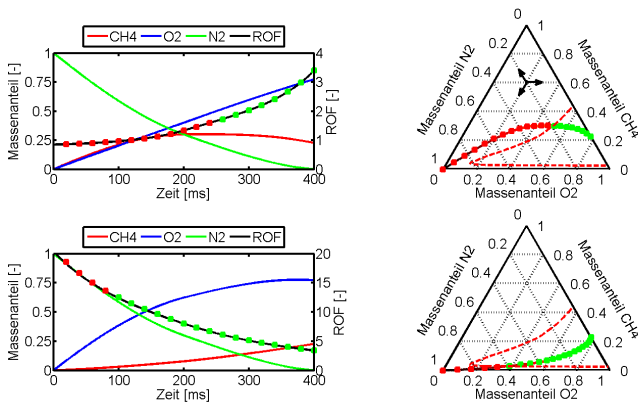 CH4 O2 N2 ROF
Massenanteil [-]
1
0.75
0.5
0.25
0
4
3
2
1
0
ROF [-]
0 100 200 300 400
Zeit [ms]
0
1
0.2
0.8
0.4
0.6
0.6
0.4
0.8
0.2
1
0
Massenanteil N2
Massenanteil CH4
0 0.2 0.4 0.6 0.8 1
Massenanteil O2
CH4 O2 N2 ROF
Massenanteil [-]
1
0.75
0.5
0.25
0
20
15
10
5
0
ROF [-]
0 100 200 300 400
Zeit [ms]
0
1
0.2
0.8
0.4
0.6
0.6
0.4
0.8
0.2
1
0
Massenanteil N2
Massenanteil CH4
0 0.2 0.4 0.6 0.8 1
Massenanteil O2